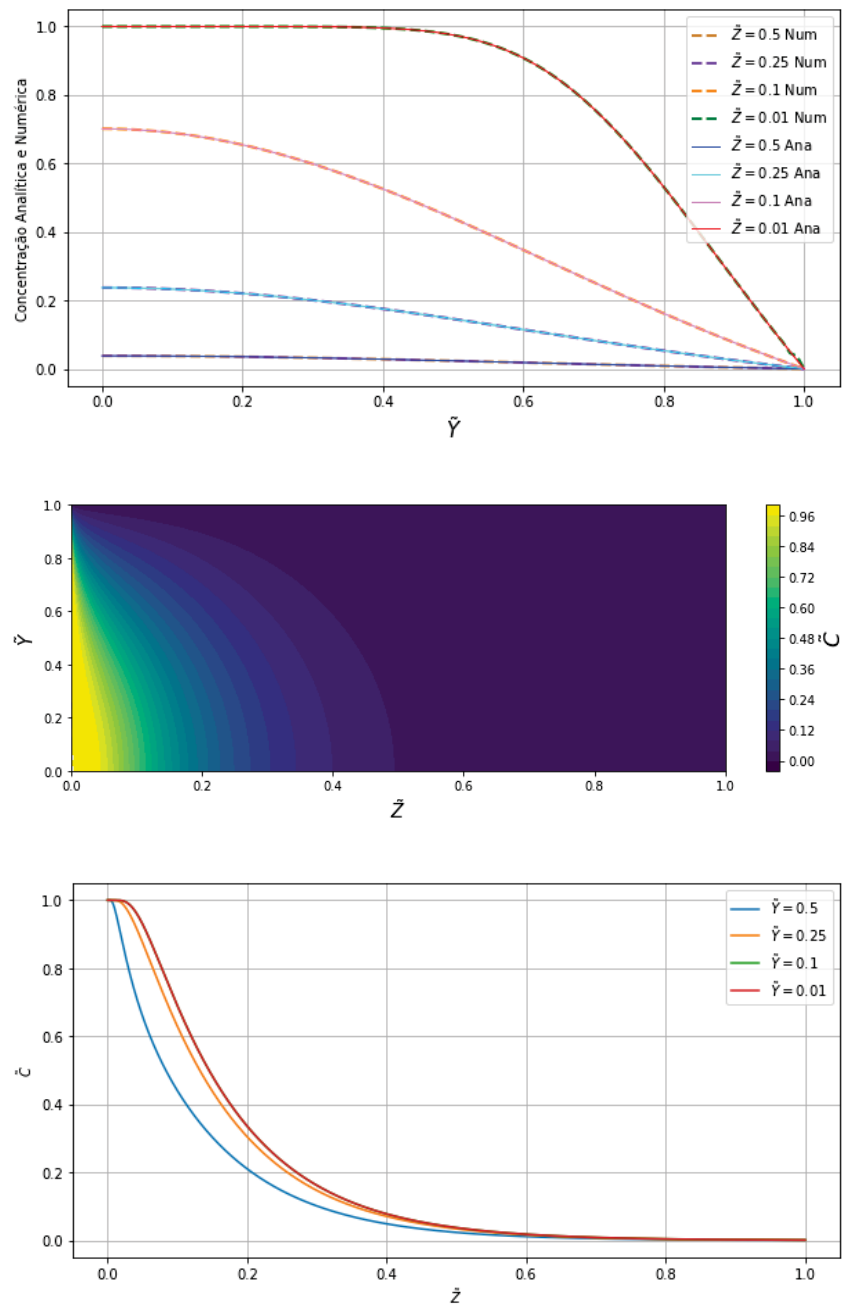 Concentração Analítica e Numérica
1.0
0.8
0.6
0.4
0.2
0.0
0.0 0.2 0.4 0.6 0.8 1.0
Ỹ
Z̃ = 0.5 Num
Z̃ = 0.25 Num
Z̃ = 0.1 Num
Z̃ = 0.01 Num
Z̃ = 0.5 Ana
Z̃ = 0.25 Ana
Z̃ = 0.1 Ana
Z̃ = 0.01 Ana
Ỹ
1.0
0.8
0.6
0.4
0.2
0.0
0.0 0.2 0.4 0.6 0.8 1.0
Z̃
0.96
0.84
0.72
0.60
0.48
0.36
0.24
0.12
0.00
C̃
C̃
1.0
0.8
0.6
0.4
0.2
0.0
0.0 0.2 0.4 0.6 0.8 1.0
Z̃
Ỹ = 0.5
Ỹ = 0.25
Ỹ = 0.1
Ỹ = 0.01